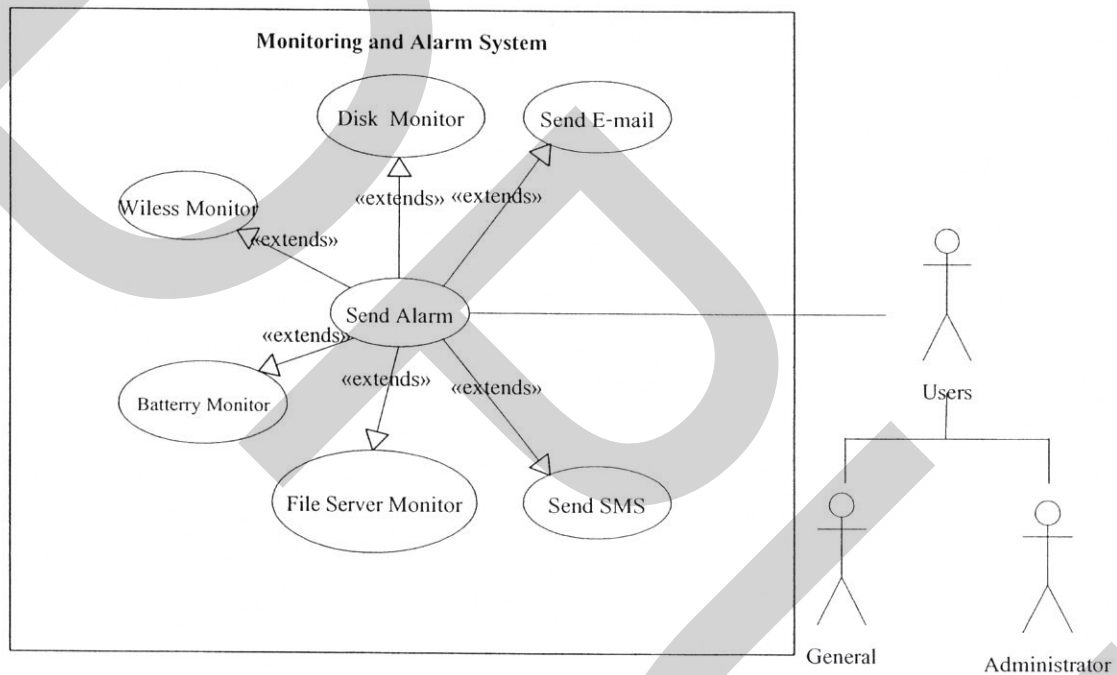 Monitoring and Alarm System
Disk Monitor
Send E-mail
«extends»
«extends»
Wiless Monitor
«extends»
Send Alarm
«extends»
«extends»
«extends»
Batterry Monitor
Users
File Server Monitor
Send SMS
General
Administrator